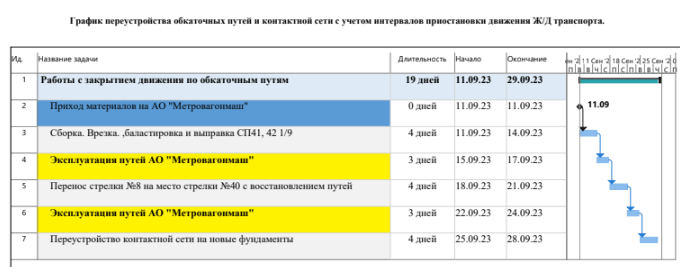 График переустройства обкаточных путей и контактной сети с учетом интервалов приостановки движения Ж/Д транспорта.
Ид. Название задачи Длительность Начало Окончание
11 Сен '2 18 Сен '2 25 Сен '2 0
П В В Ч С П С П В В Ч С П
1 Работы с закрытием движения по обкаточным путям 19 дней 11.09.23 29.09.23
2 Приход материалов на АО "Метровагонмаш" 0 дней 11.09.23 11.09.23 11.09
3 Сборка. Врезка. ,баластировка и выправка СП41, 42 1/9 4 дней 11.09.23 14.09.23
4 Эксплуатация путей АО "Метровагонмаш" 3 дней 15.09.23 17.09.23
5 Перенос стрелки №8 на место стрелки №40 с восстановлением путей 4 дней 18.09.23 21.09.23
6 Эксплуатация путей АО "Метровагонмаш" 3 дней 22.09.23 24.09.23
7 Переустройство контактной сети на новые фундаменты 4 дней 25.09.23 28.09.23